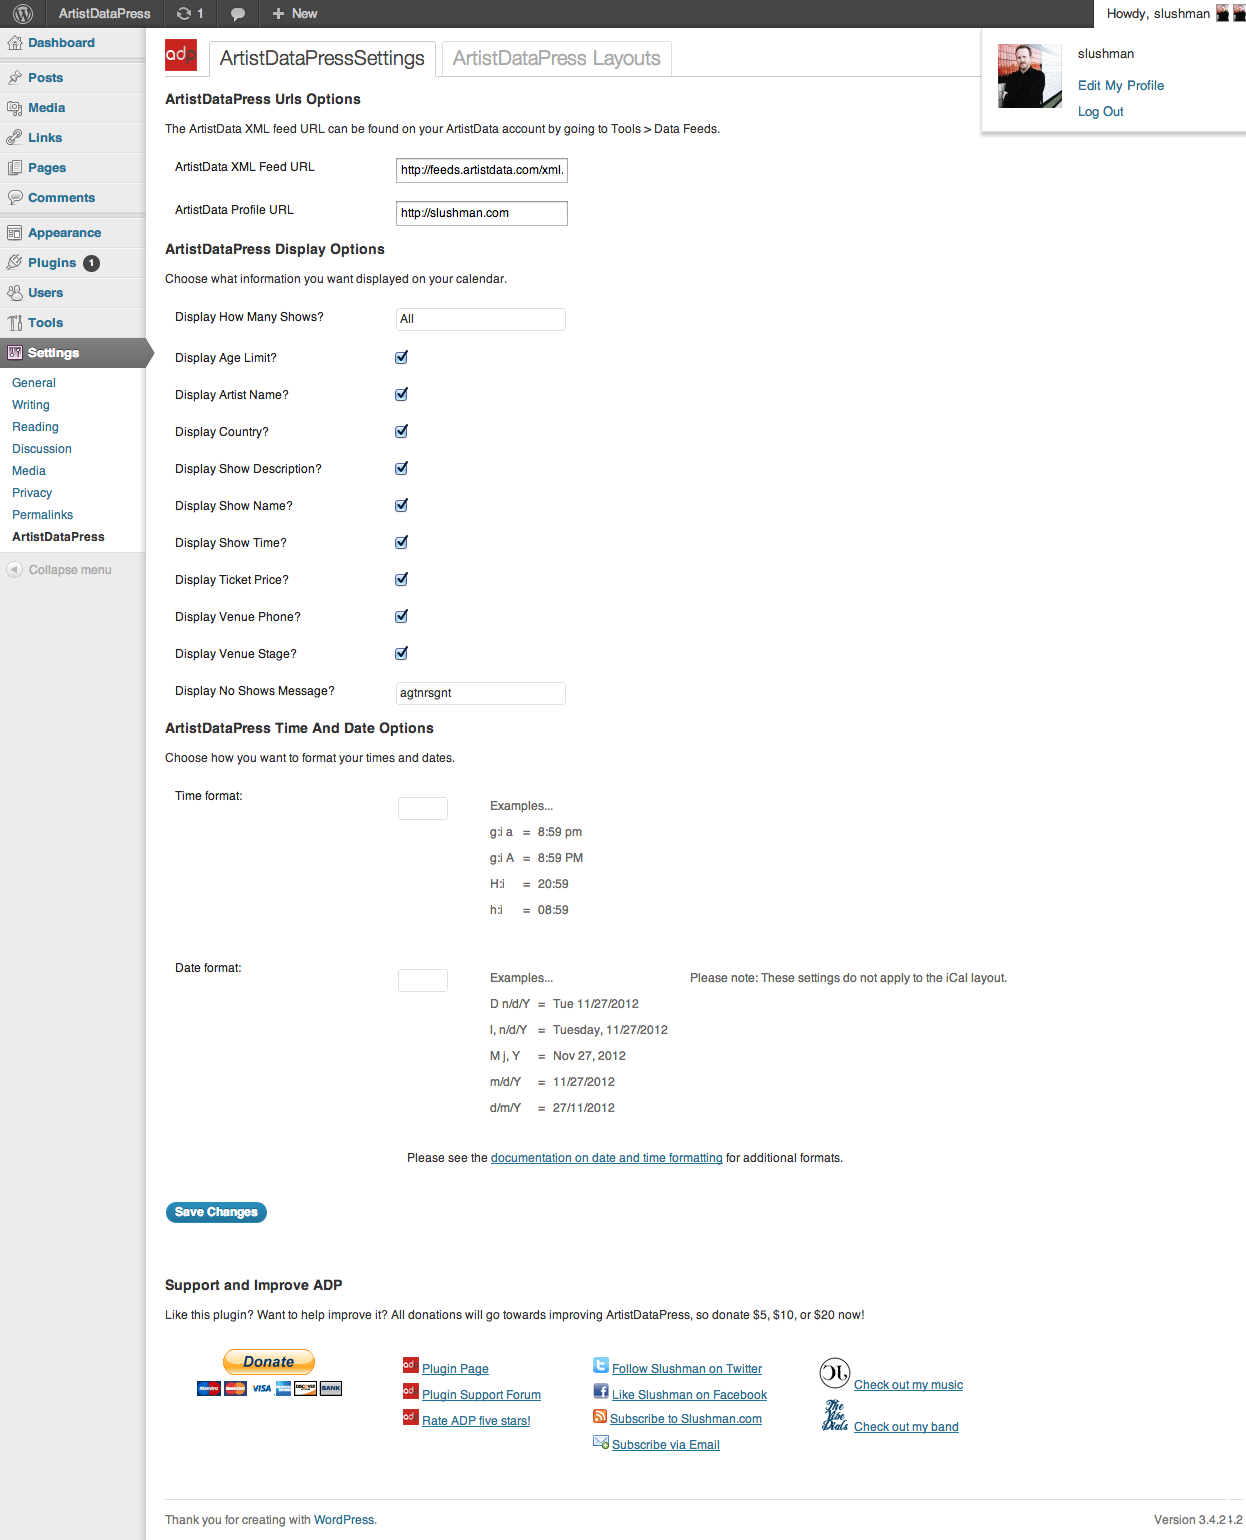 ArtistDataPress 1 + New Howdy, slushman
slushman
Edit My Profile
Log Out
Dashboard
Posts
Media
Links
Pages
Comments
Appearance
Plugins 1
Users
Tools
Settings
General
Writing
Reading
Discussion
Media
Privacy
Permalinks
ArtistDataPress
Collapse menu
adp ArtistDataPressSettings ArtistDataPress Layouts
ArtistDataPress Urls Options
The ArtistData XML feed URL can be found on your ArtistData account by going to Tools > Data Feeds.
ArtistData XML Feed URL http://feeds.artistdata.com/xml.
ArtistData Profile URL http://slushman.com
ArtistDataPress Display Options
Choose what information you want displayed on your calendar.
Display How Many Shows? All
Display Age Limit?
Display Artist Name?
Display Country?
Display Show Description?
Display Show Name?
Display Show Time?
Display Ticket Price?
Display Venue Phone?
Display Venue Stage?
Display No Shows Message? agtnrsgnt
ArtistDataPress Time And Date Options
Choose how you want to format your times and dates.
Time format: Examples...
g:i a = 8:59 pm
g:i A = 8:59 PM
H:i = 20:59
h:i = 08:59
Date format: Examples... Please note: These settings do not apply to the iCal layout.
D n/d/Y = Tue 11/27/2012
l, n/d/Y = Tuesday, 11/27/2012
M j, Y = Nov 27, 2012
m/d/Y = 11/27/2012
d/m/Y = 27/11/2012
Please see the documentation on date and time formatting for additional formats.
Save Changes
Support and Improve ADP
Like this plugin? Want to help improve it? All donations will go towards improving ArtistDataPress, so donate $5, $10, or $20 now!
Donate
VISA BANK
ad Plugin Page
ad Plugin Support Forum
ad Rate ADP five stars!
Follow Slushman on Twitter
Like Slushman on Facebook
Subscribe to Slushman.com
Subscribe via Email
Check out my music
The Vibe Dials Check out my band
Thank you for creating with WordPress. Version 3.4.2